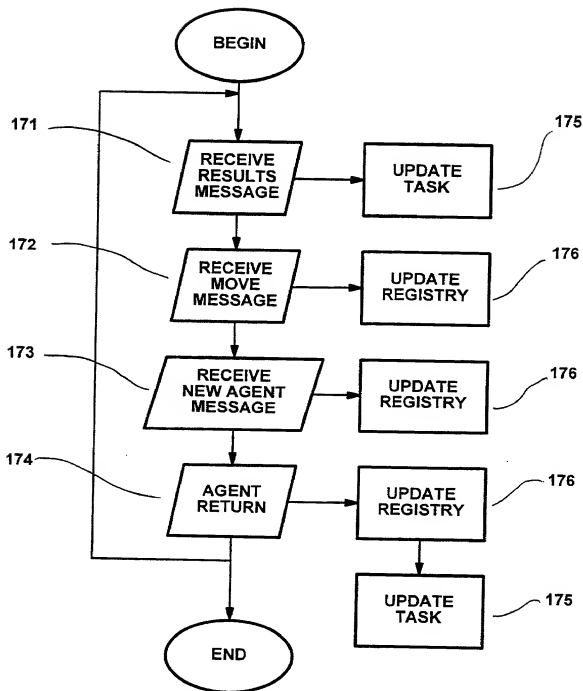 BEGIN
171
RECEIVE
RESULTS
MESSAGE
UPDATE
TASK
175
172
RECEIVE
MOVE
MESSAGE
UPDATE
REGISTRY
176
173
RECEIVE
NEW AGENT
MESSAGE
UPDATE
REGISTRY
176
174
AGENT
RETURN
UPDATE
REGISTRY
176
UPDATE
TASK
175
END